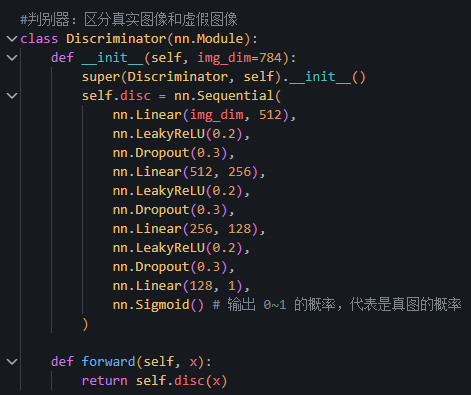 #判别器：区分真实图像和虚假图像
class Discriminator(nn.Module):
    def __init__(self, img_dim=784):
        super(Discriminator, self).__init__()
        self.disc = nn.Sequential(
            nn.Linear(img_dim, 512),
            nn.LeakyReLU(0.2),
            nn.Dropout(0.3),
            nn.Linear(512, 256),
            nn.LeakyReLU(0.2),
            nn.Dropout(0.3),
            nn.Linear(256, 128),
            nn.LeakyReLU(0.2),
            nn.Dropout(0.3),
            nn.Linear(128, 1),
            nn.Sigmoid() # 输出 0~1 的概率，代表是真图的概率
        )
    def forward(self, x):
        return self.disc(x)